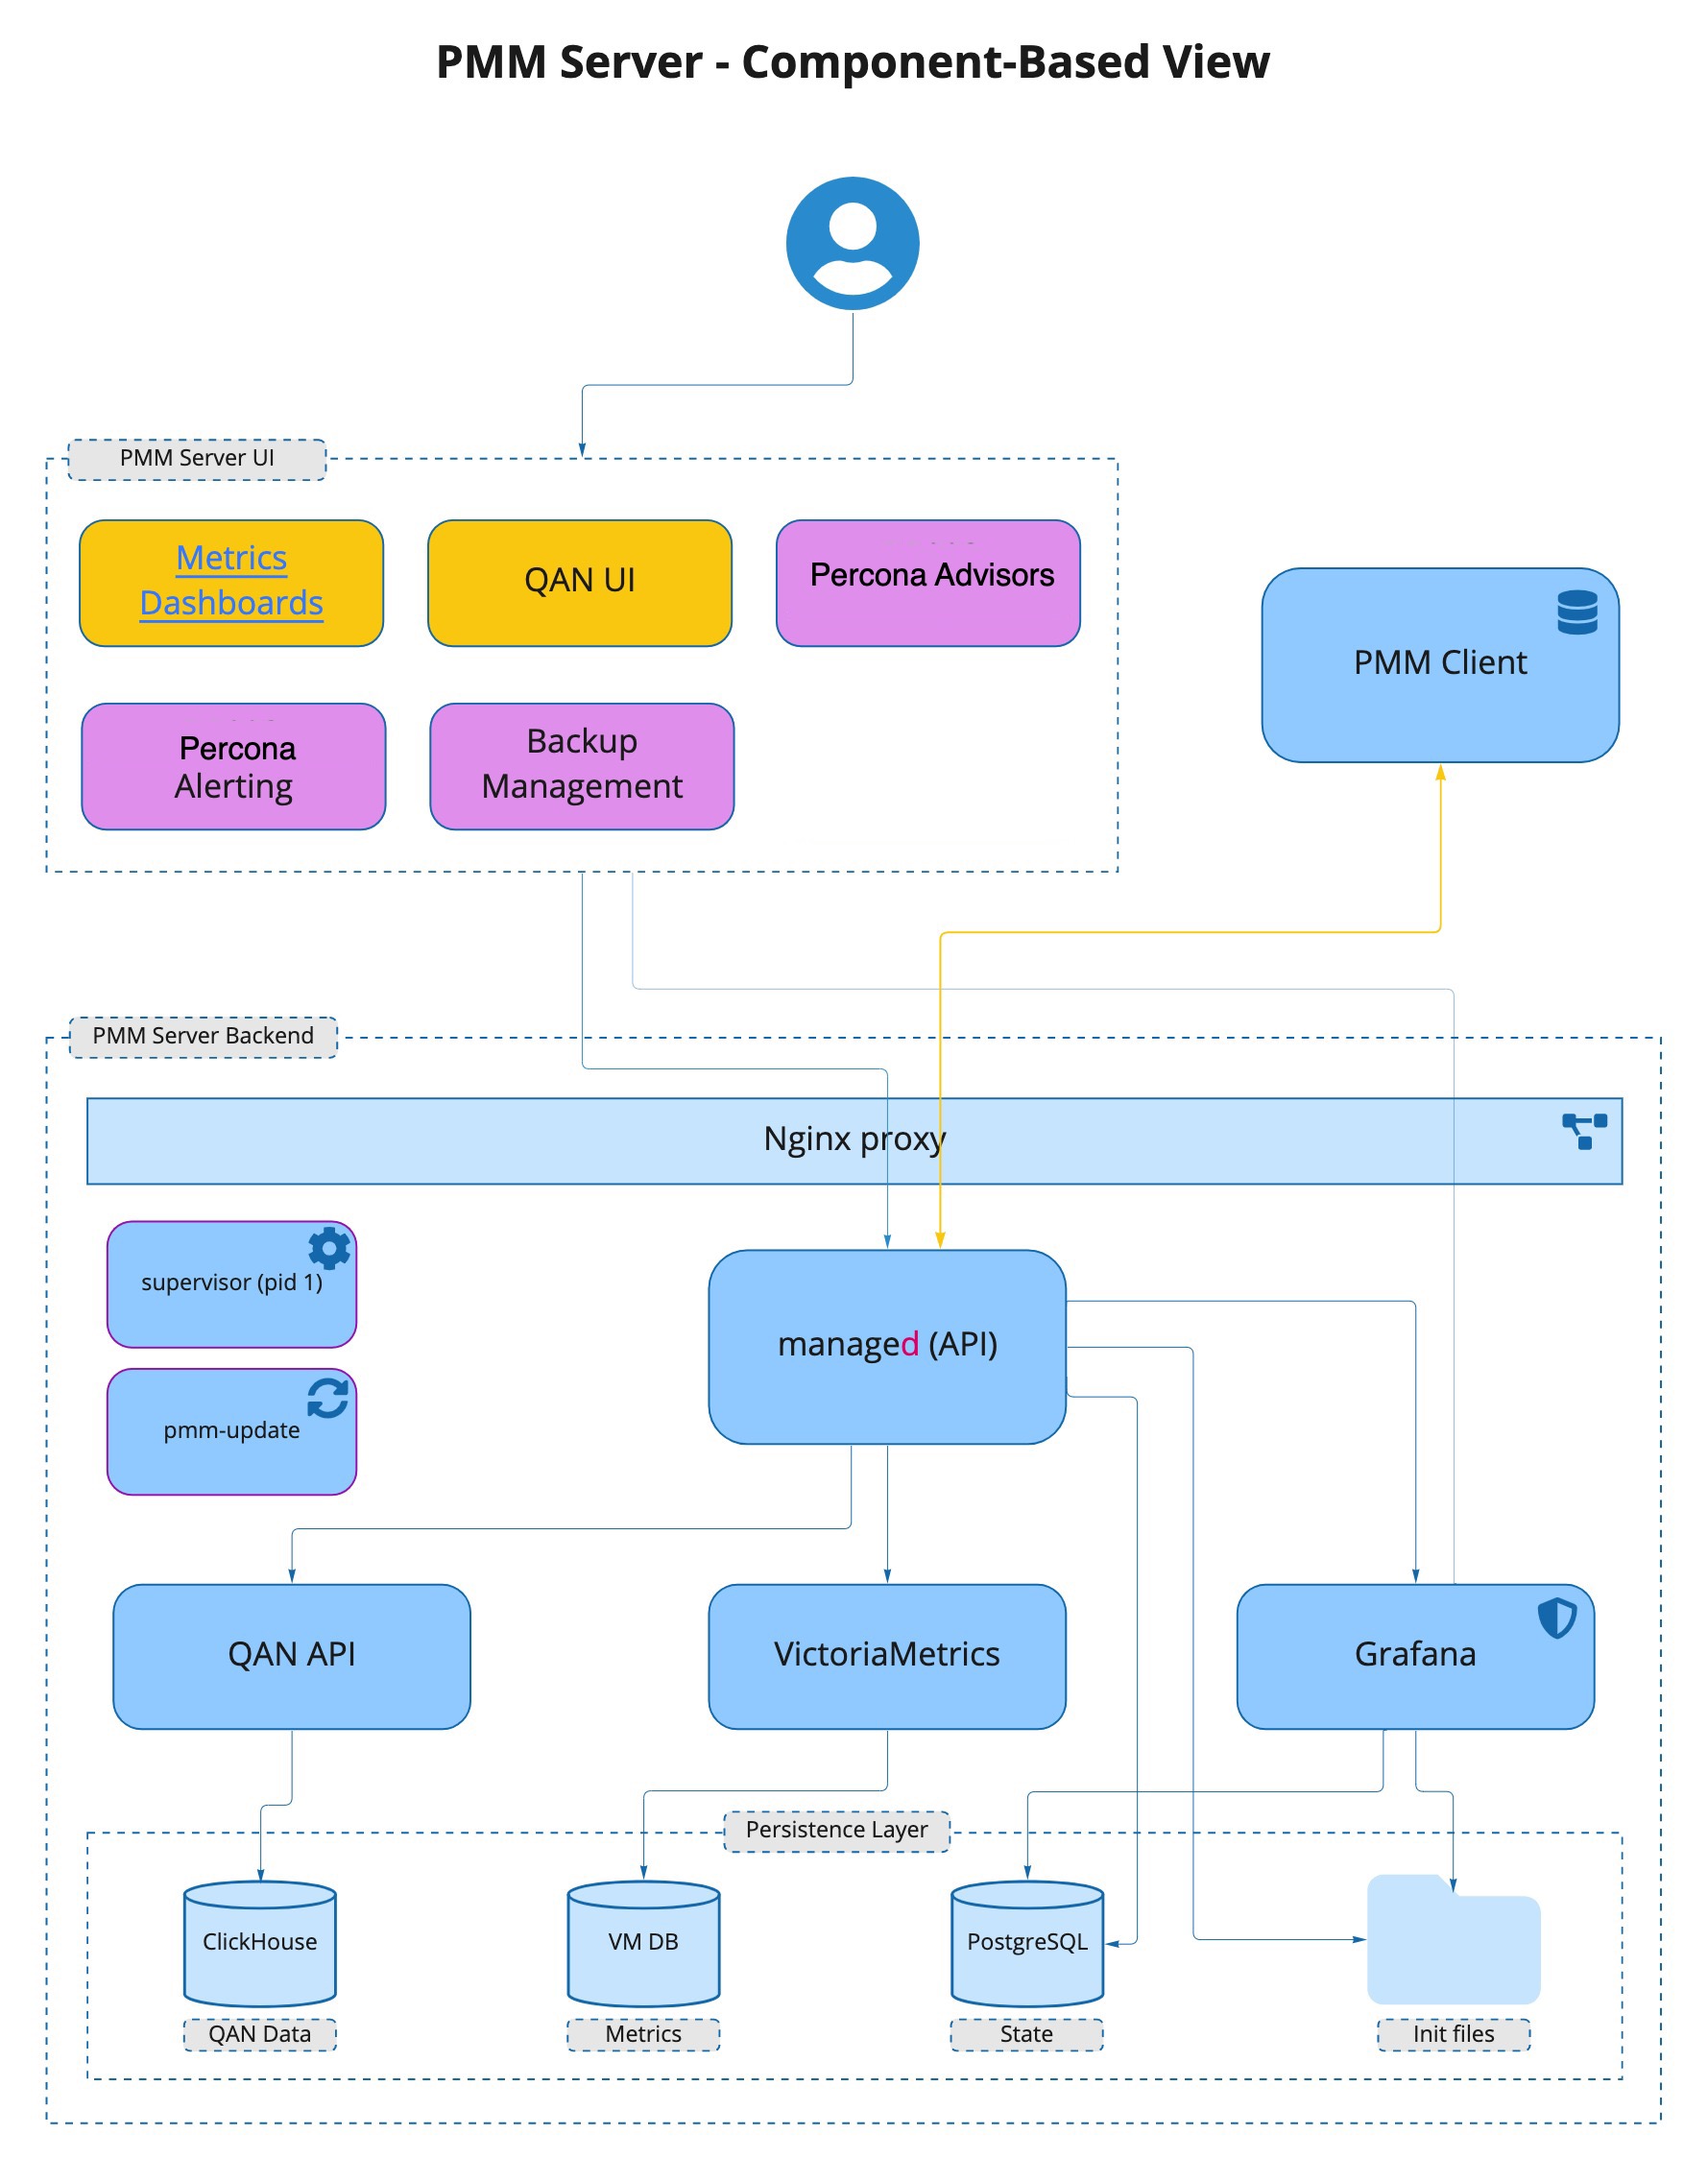 PMM Server - Component-Based View
PMM Server UI
Metrics
Dashboards
QAN UI
Percona Advisors
Percona
Alerting
Backup
Management
PMM Client
PMM Server Backend
Nginx proxy
supervisor (pid 1)
managed (API)
pmm-update
QAN API
VictoriaMetrics
Grafana
Persistence Layer
ClickHouse
VM DB
PostgreSQL
QAN Data
Metrics
State
Init files